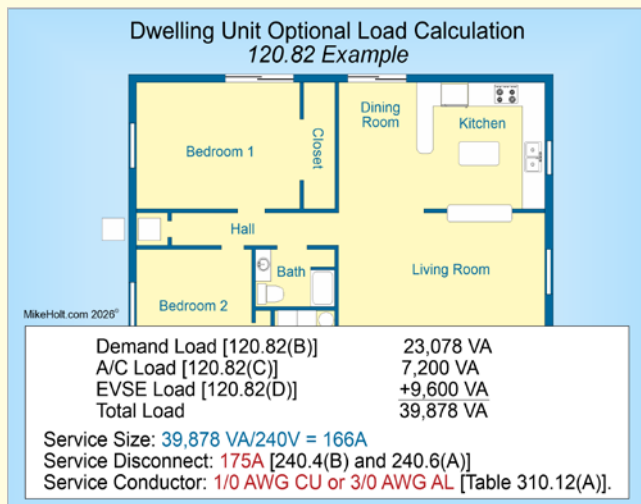 Dwelling Unit Optional Load Calculation
120.82 Example
Dining
Room
Kitchen
Bedroom 1
Closet
Hall
Bath
Living Room
Bedroom 2
MikeHolt.com 2026©
Demand Load [120.82(B)] 23,078 VA
A/C Load [120.82(C)] 7,200 VA
EVSE Load [120.82(D)] +9,600 VA
Total Load 39,878 VA
Service Size: 39,878 VA/240V = 166A
Service Disconnect: 175A [240.4(B) and 240.6(A)]
Service Conductor: 1/0 AWG CU or 3/0 AWG AL [Table 310.12(A)].